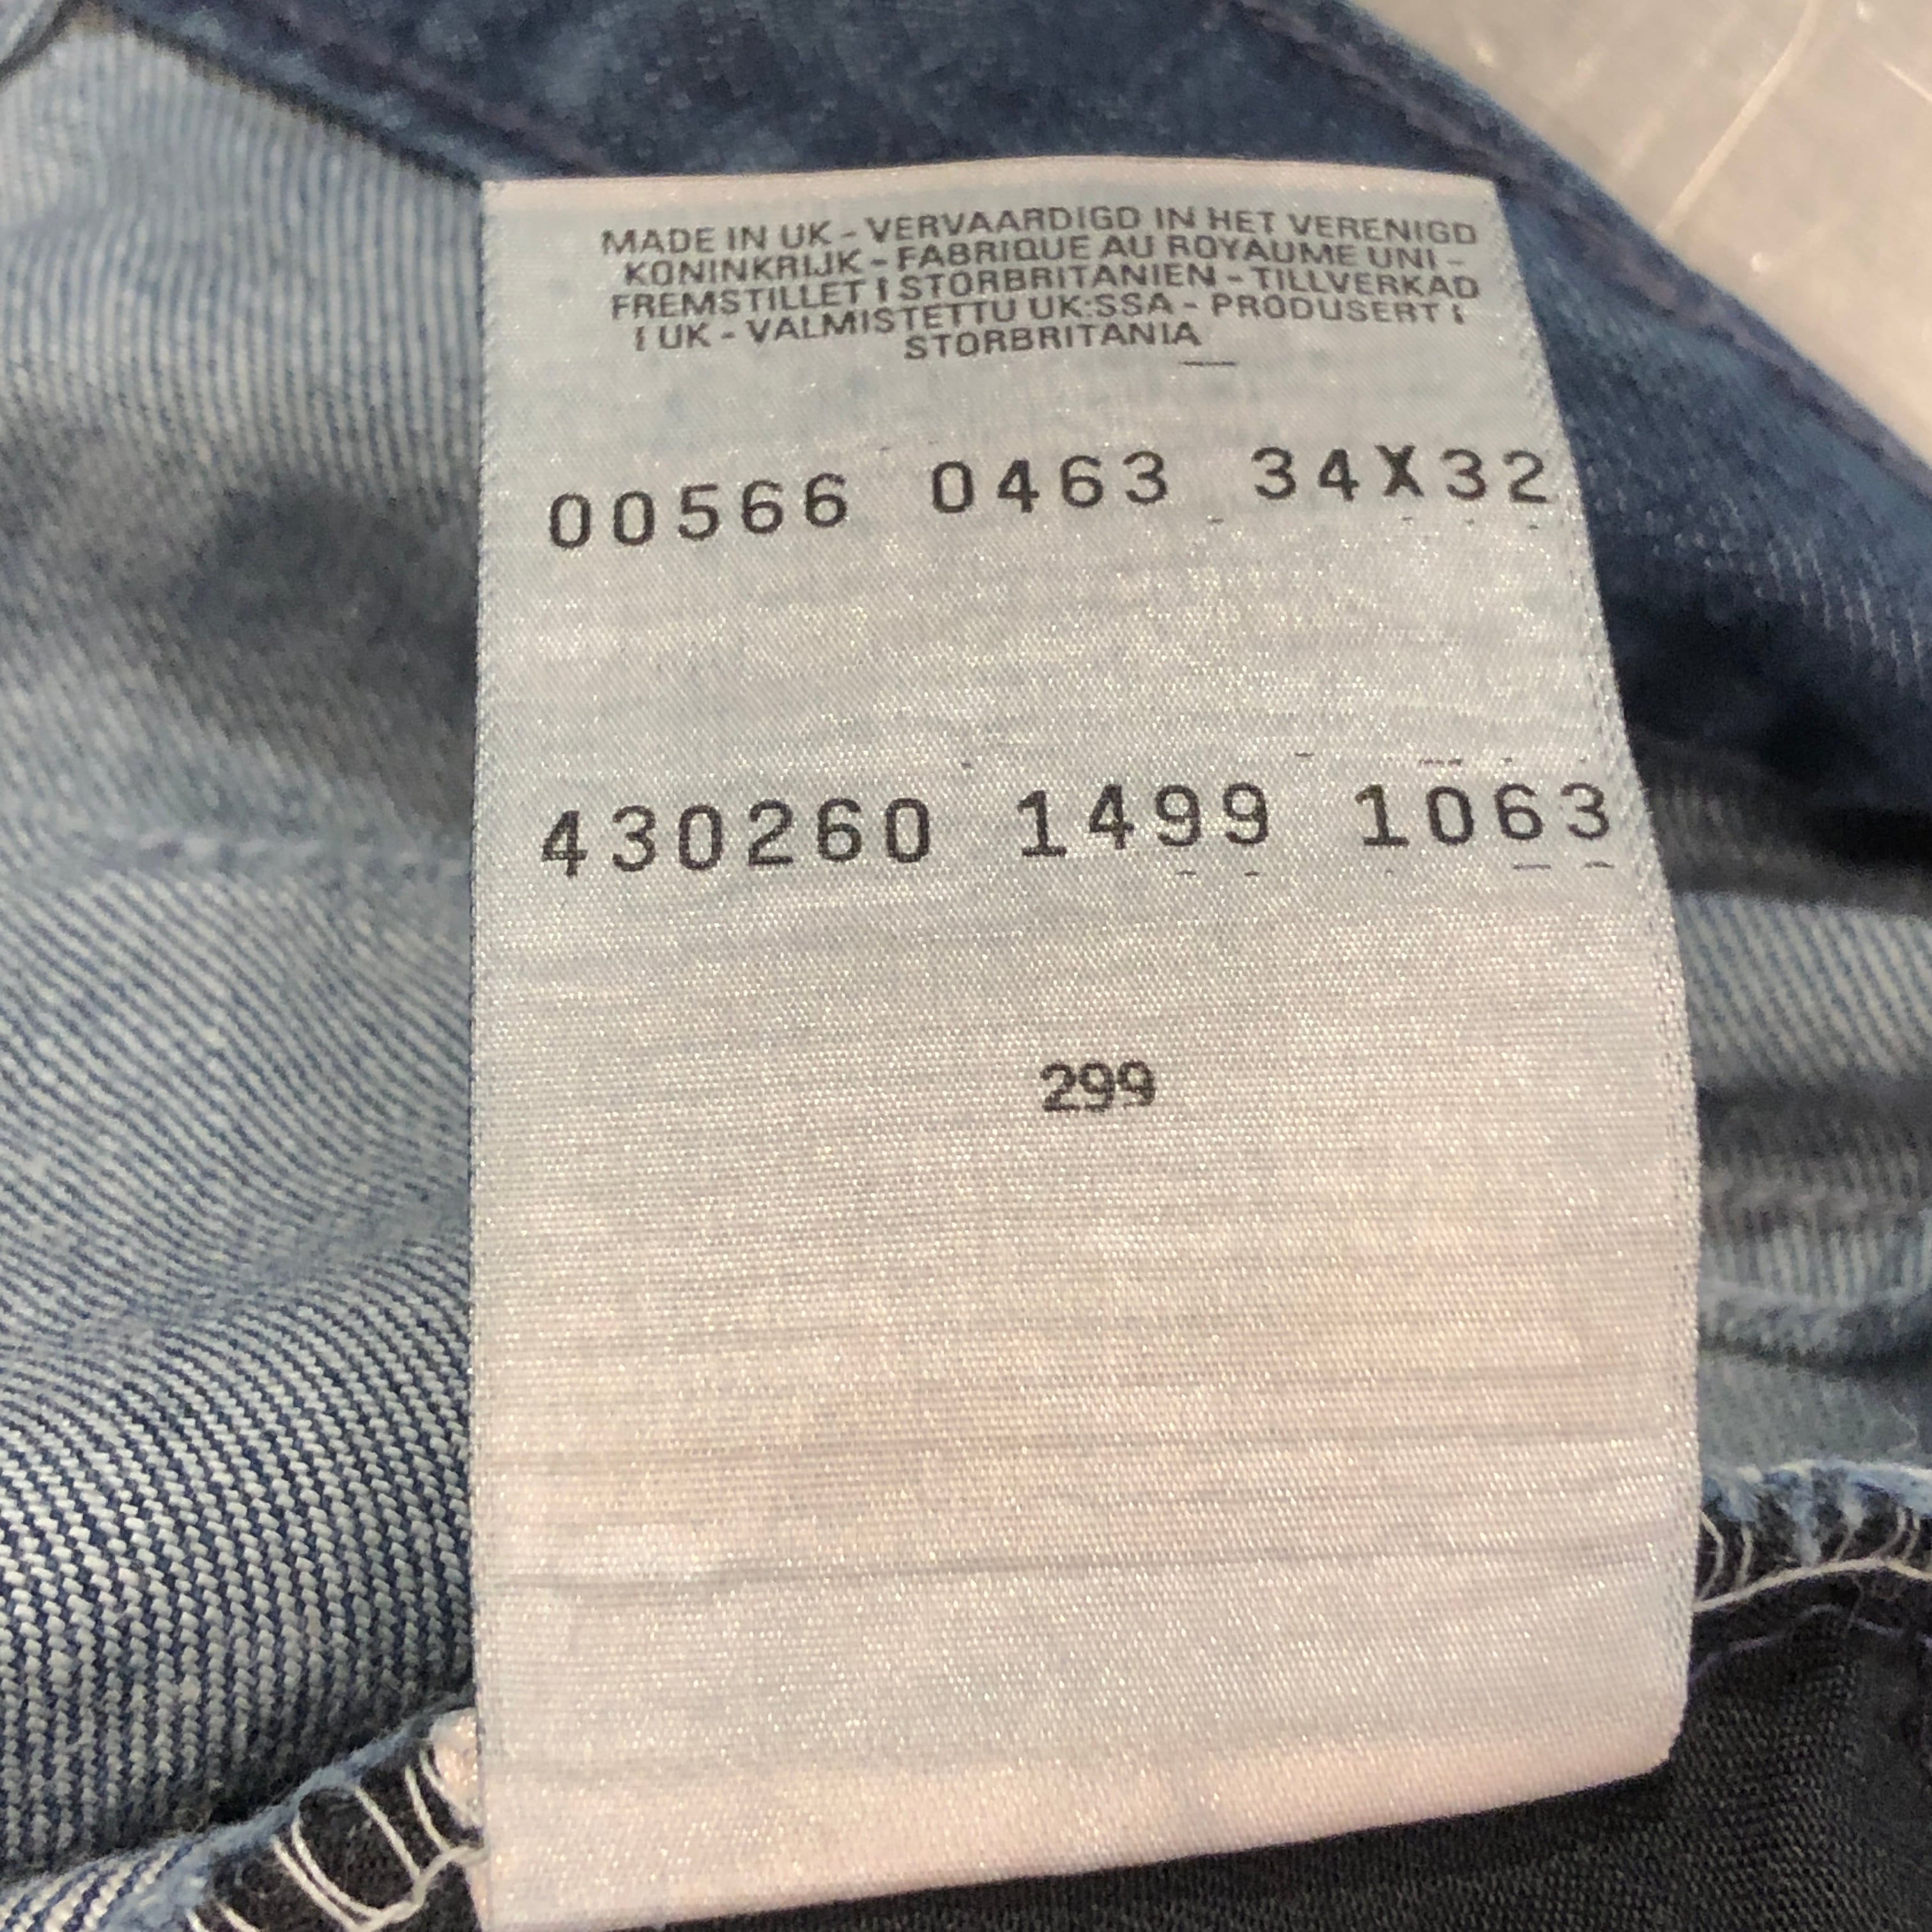 MADE IN UK - VERVAARDIGD IN HET VERENIGD
KONINKRIJK - FABRIQUE AU ROYAUME UNI -
FREMSTILLET I STORBRITANIEN - TILLVERKAD
I UK - VALMISTETTU UK:SSA - PRODUSERT I
STORBRITANIA
00566 0463 34X32
430260 1499 1063
299